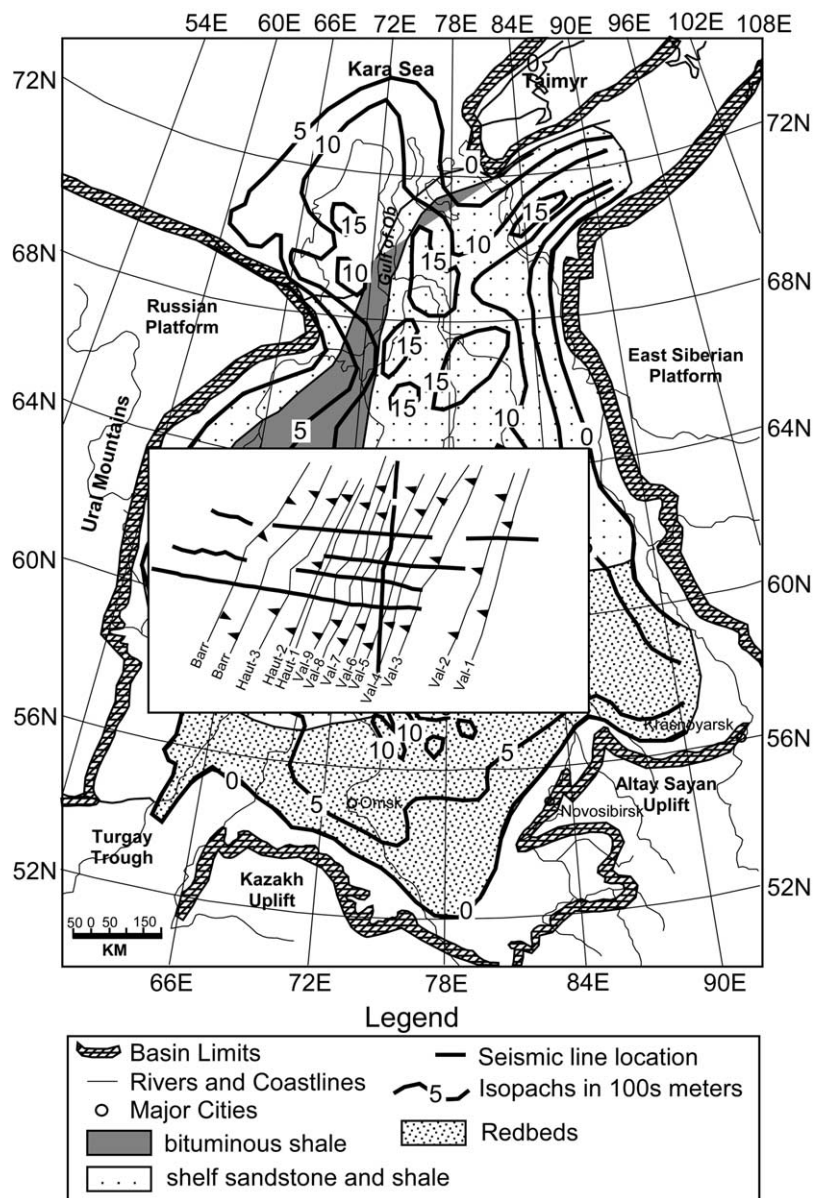 54E 60E 66E 72E 78E 84E 90E 96E 102E 108E
72N
Kara Sea
0
Taimyr
72N
5
10
0
15
15
Gulf of Ob
10
15
10
68N
68N
Russian
Platform
15
15
East Siberian
Platform
64N
15
10
0
64N
5
Ural Mountains
60N
60N
Barr
Barr
Haut-3
Haut-2
Haut-1
Val-9
Val-8
Val-7
Val-6
Val-5
Val-4
Val-3
Val-2
Val-1
56N
10
10
5
Krasnoyarsk
56N
0
5
Omsk
Altay Sayan
Uplift
Novosibirsk
Turgay
Trough
52N
Kazakh
Uplift
0
52N
50 0 50 150
KM
66E 72E 78E 84E 90E
Legend
Basin Limits
Seismic line location
Rivers and Coastlines
5 Isopachs in 100s meters
Major Cities
bituminous shale
Redbeds
shelf sandstone and shale